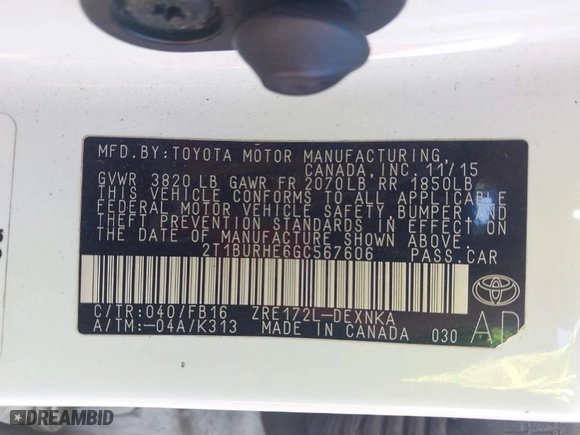 MFD.BY:TOYOTA MOTOR MANUFACTURING,
CANADA, INC. 11/15
GVWR 3820 LB GAWR FR 2070LB RR 1850LB
THIS VEHICLE CONFORMS TO ALL APPLICABLE
FEDERAL MOTOR VEHICLE SAFETY, BUMPER, AND
THEFT PREVENTION STANDARDS IN EFFECT ON
THE DATE OF MANUFACTURE SHOWN ABOVE.
2T1BURHE6GC567606 PASS.CAR
C/TR:040/FB16 ZRE172L-DEXNKA
A/TM:-04A/K313 MADE IN CANADA 030
DREAMBID